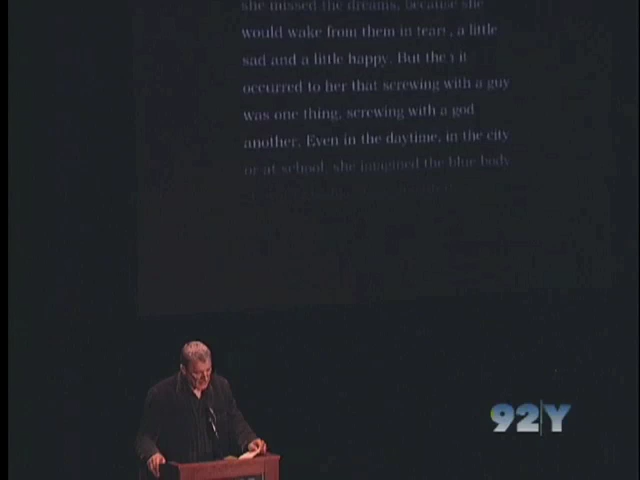 she missed the dreams, because she
would wake from them in tears, a little
sad and a little happy. But then it
occurred to her that screwing with a guy
was one thing, screwing with a god
another. Even in the daytime, in the city
or at school, she imagined the blue body
92|Y